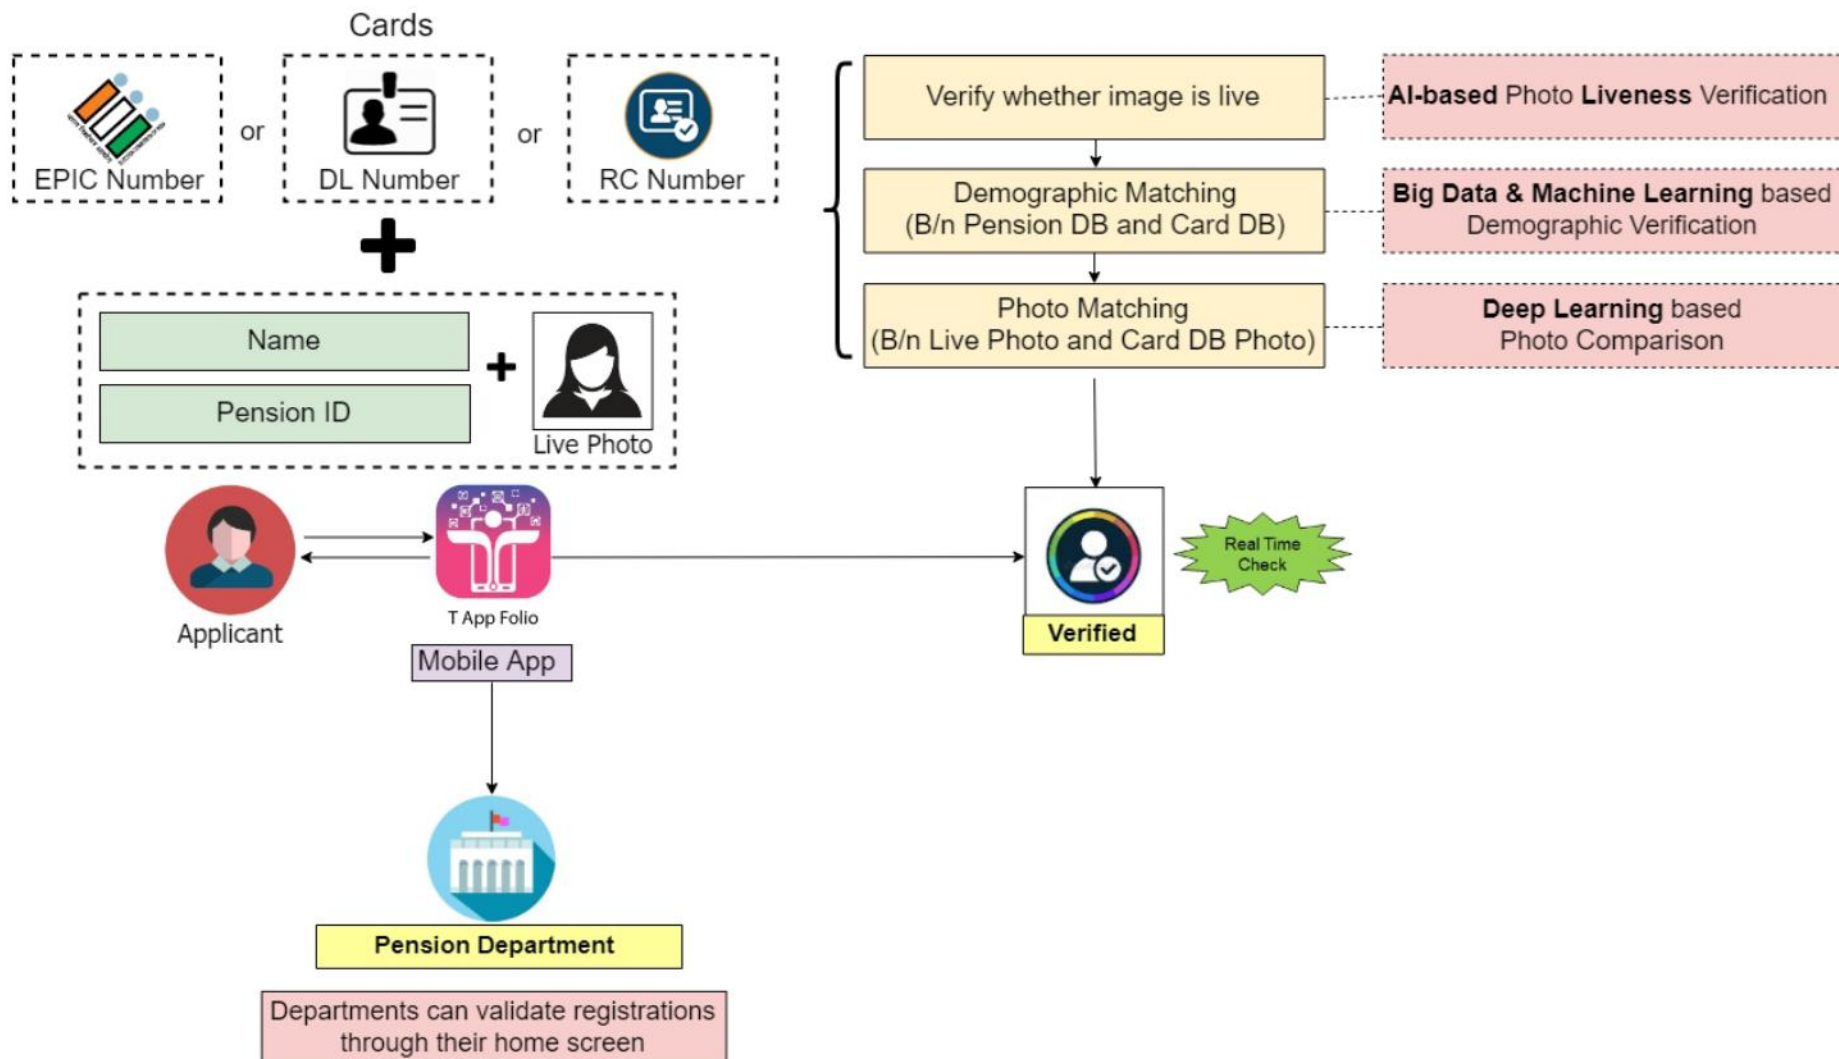 Cards
EPIC Number
or
DL Number
or
RC Number
Name
Pension ID
Live Photo
Applicant
T App Folio
Mobile App
Pension Department
Departments can validate registrations
through their home screen
Verify whether image is live
AI-based Photo Liveness Verification
Demographic Matching
(B/n Pension DB and Card DB)
Big Data & Machine Learning based
Demographic Verification
Photo Matching
(B/n Live Photo and Card DB Photo)
Deep Learning based
Photo Comparison
Verified
Real Time
Check